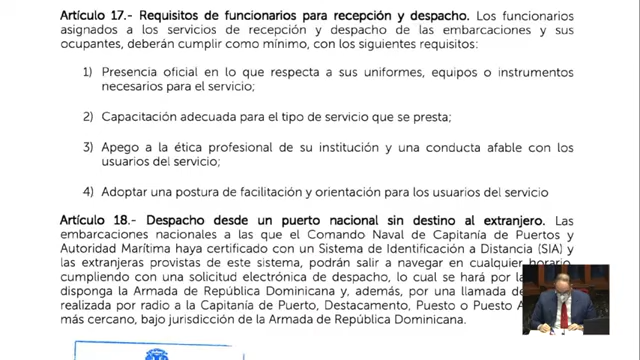 Artículo 17.- Requisitos de funcionarios para recepción y despacho. Los funcionarios
asignados a los servicios de recepción y despacho de las embarcaciones y sus
ocupantes, deberán cumplir como mínimo, con los siguientes requisitos:
1) Presencia oficial en lo que respecta a sus uniformes, equipos o instrumentos
necesarios para el servicio;
2) Capacitación adecuada para el tipo de servicio que se presta;
3) Apego a la ética profesional de su institución y una conducta afable con los
usuarios del servicio;
4) Adoptar una postura de facilitación y orientación para los usuarios del servicio
Artículo 18.- Despacho desde un puerto nacional sin destino al extranjero. Las
embarcaciones nacionales a las que el Comando Naval de Capitanía de Puertos y
Autoridad Marítima haya certificado con un Sistema de Identificación a Distancia (SIA) y
las extranjeras provistas de este sistema, podrán salir a navegar en cualquier horario
cumpliendo con una solicitud electrónica de despacho, lo cual se hará por la
disponga la Armada de República Dominicana y, además, por una llamada de
realizada por radio a la Capitanía de Puerto, Destacamento, Puesto o Puesto
más cercano, bajo jurisdicción de la Armada de República Dominicana.